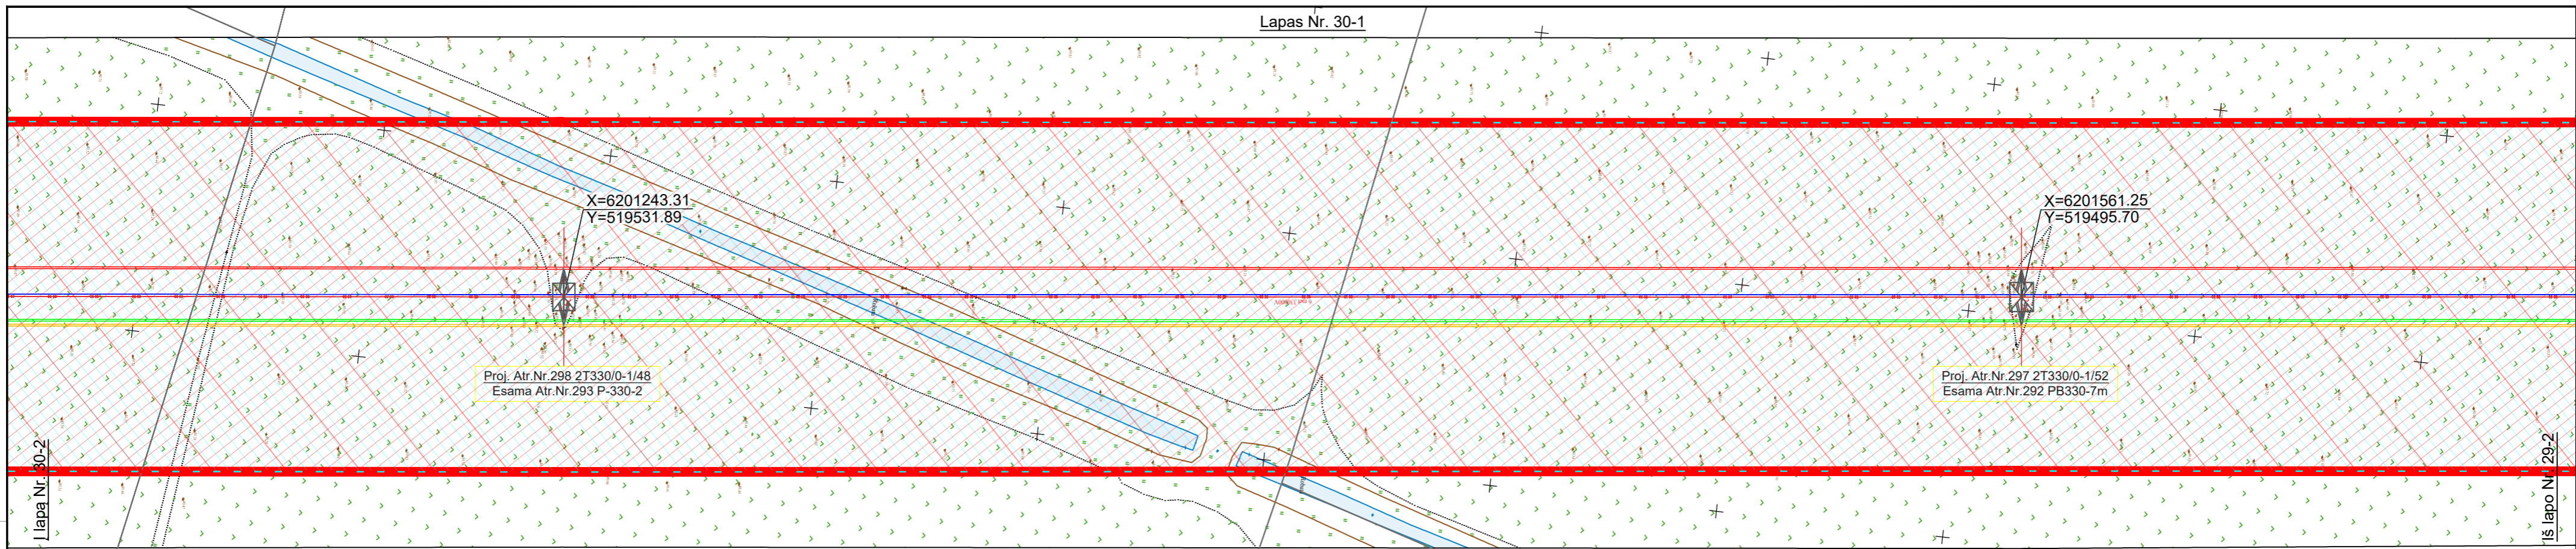 Lapas Nr. 30-1
X=6201243.31
Y=519531.89
X=6201561.25
Y=519495.70
Proj. Atr.Nr.298 2T330/0-1/48
Esama Atr.Nr.293 P-330-2
Proj. Atr.Nr.297 2T330/0-1/52
Esama Atr.Nr.292 PB330-7m
Į lapa Nr. 30-2
Iš lapo Nr. 29-2